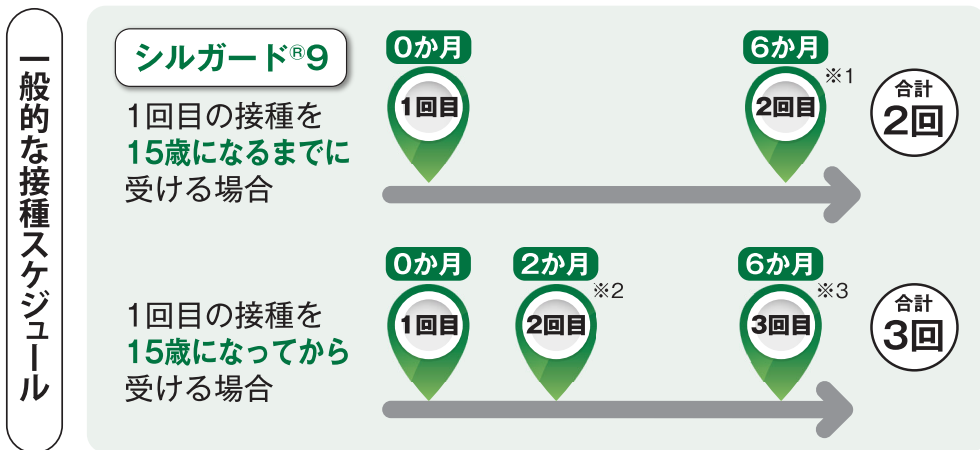 一般的な接種スケジュール
シルガード®9
1回目の接種を
15歳になるまでに
受ける場合
0か月
1回目
6か月
2回目
※1
合計
2回
1回目の接種を
15歳になってから
受ける場合
0か月
1回目
2か月
2回目
※2
6か月
3回目
※3
合計
3回